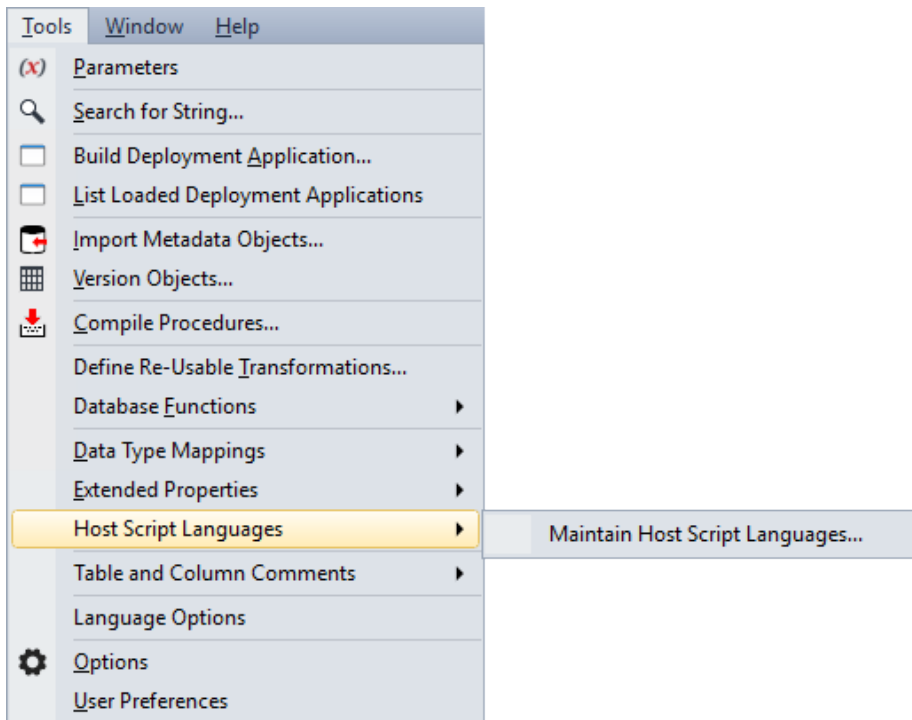 Tools Window Help
(x) Parameters
Search for String...
Build Deployment Application...
List Loaded Deployment Applications
Import Metadata Objects...
Version Objects...
Compile Procedures...
Define Re-Usable Transformations...
Database Functions
Data Type Mappings
Extended Properties
Host Script Languages
Maintain Host Script Languages...
Table and Column Comments
Language Options
Options
User Preferences